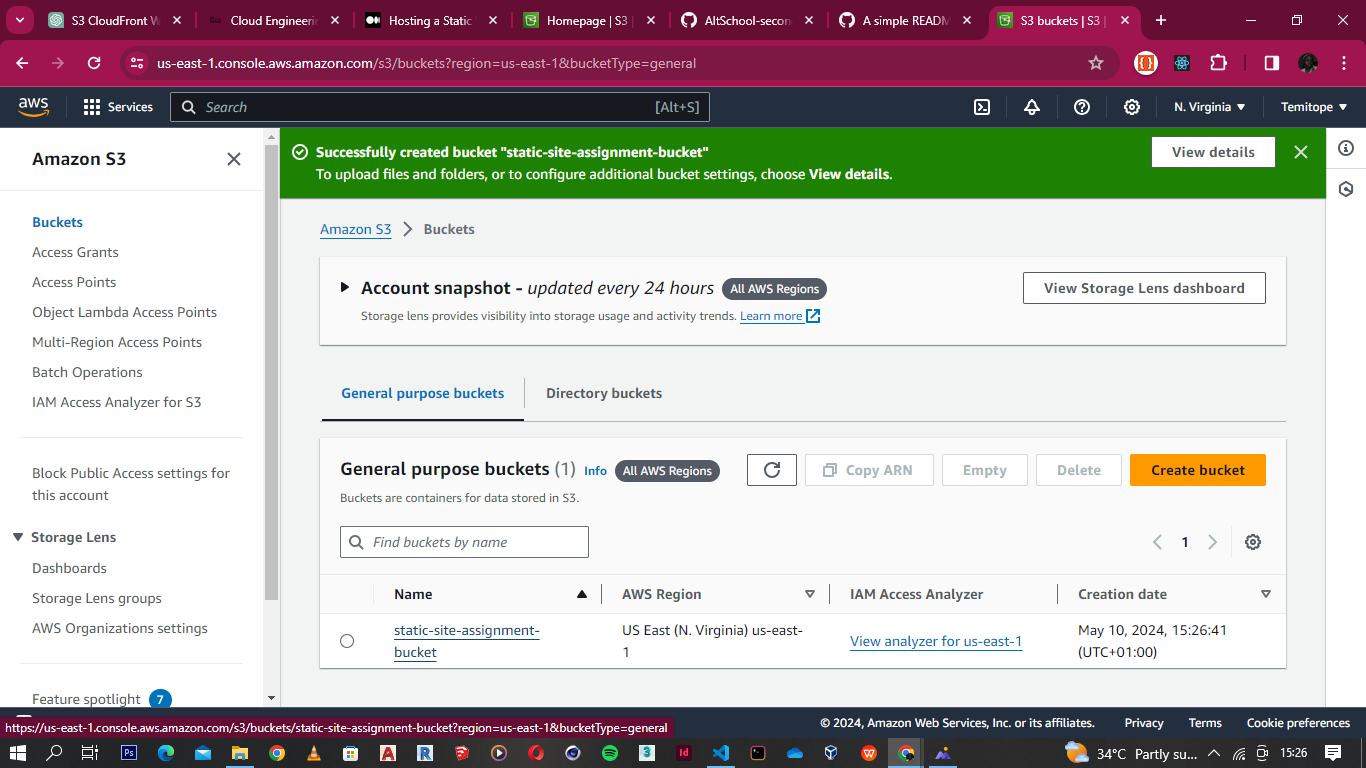 S3 CloudFront W
Cloud Engineerin
Hosting a Static
Homepage | S3 |
AltSchool-secon
A simple README
S3 buckets | S3 |
us-east-1.console.aws.amazon.com/s3/buckets?region=us-east-1&bucketType=general
aws
Services
Search
[Alt+S]
N. Virginia
Temitope
Amazon S3
Buckets
Access Grants
Access Points
Object Lambda Access Points
Multi-Region Access Points
Batch Operations
IAM Access Analyzer for S3
Block Public Access settings for
this account
Storage Lens
Dashboards
Storage Lens groups
AWS Organizations settings
Feature spotlight 7
Successfully created bucket "static-site-assignment-bucket"
To upload files and folders, or to configure additional bucket settings, choose View details.
View details
Amazon S3 > Buckets
Account snapshot - updated every 24 hours All AWS Regions
Storage lens provides visibility into storage usage and activity trends. Learn more
View Storage Lens dashboard
General purpose buckets
Directory buckets
General purpose buckets (1) Info All AWS Regions
Buckets are containers for data stored in S3.
Copy ARN
Empty
Delete
Create bucket
Find buckets by name
1
Name
AWS Region
IAM Access Analyzer
Creation date
static-site-assignment-
bucket
US East (N. Virginia) us-east-
1
View analyzer for us-east-1
May 10, 2024, 15:26:41
(UTC+01:00)
https://us-east-1.console.aws.amazon.com/s3/buckets/static-site-assignment-bucket?region=us-east-1&bucketType=general
© 2024, Amazon Web Services, Inc. or its affiliates.
Privacy
Terms
Cookie preferences
34°C Partly su...
15:26